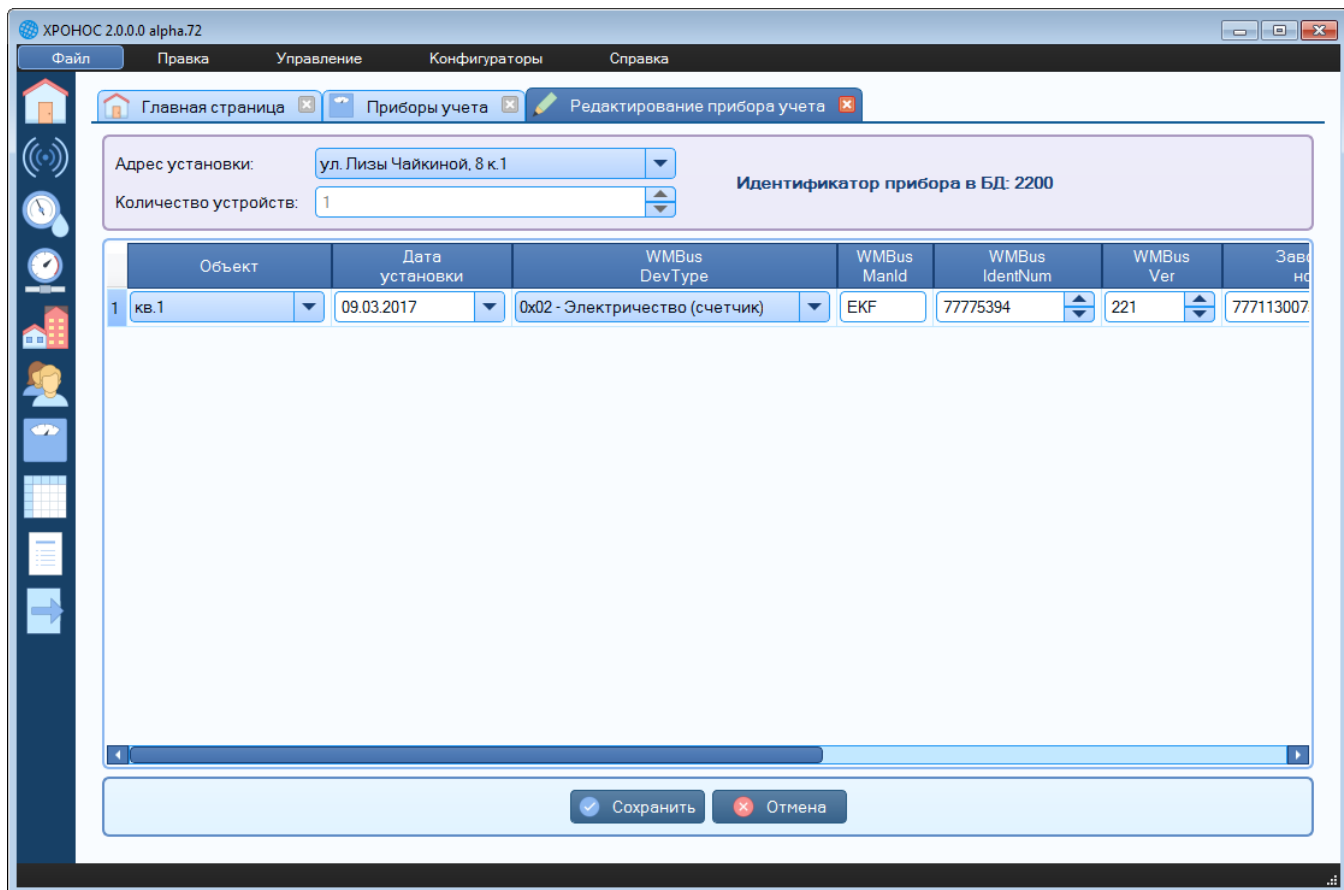 ХРОНОС 2.0.0.0 alpha.72
Файл Правка Управление Конфигураторы Справка
Главная страница Приборы учета Редактирование прибора учета
Адрес установки: ул. Лизы Чайкиной, 8 к.1
Идентификатор прибора в БД: 2200
Количество устройств: 1
Объект Дата установки WMBus DevType WMBus ManId WMBus IdentNum WMBus Ver
1 кв.1 09.03.2017 0x02 - Электричество (счетчик) EKF 77775394 221 777113007
Сохранить Отмена